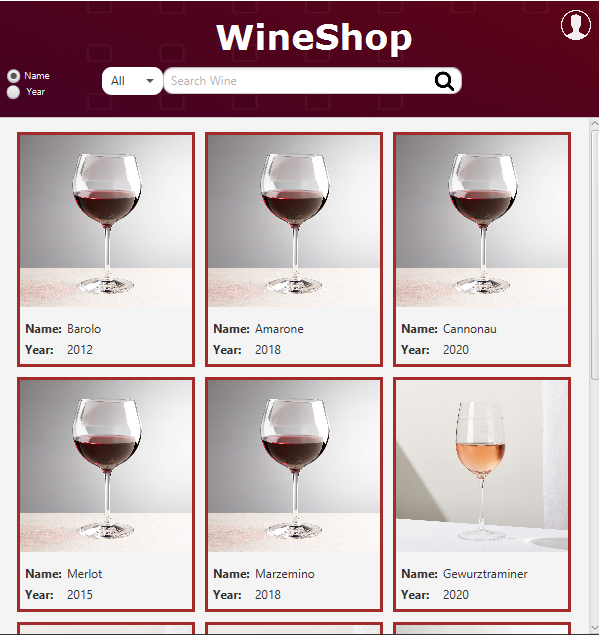 WineShop
Name
Year
All
Search Wine
Name: Barolo
Year: 2012
Name: Amarone
Year: 2018
Name: Cannonau
Year: 2020
Name: Merlot
Year: 2015
Name: Marzemino
Year: 2018
Name: Gewurztraminer
Year: 2020